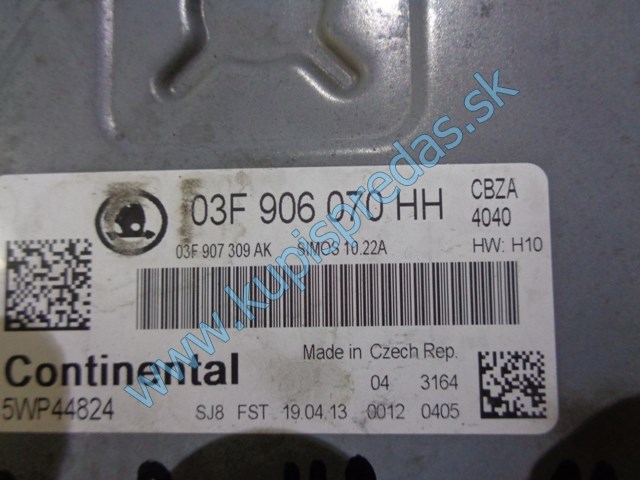 03F 906 070 HH
CBZA
4040
03F 907 309 AK SIMOS 10.22A
HW: H10
Continental
Made in Czech Rep.
04 3164
5WP44824
SJ8 FST 19.04.13 0012 0405
www.kupispredas.sk